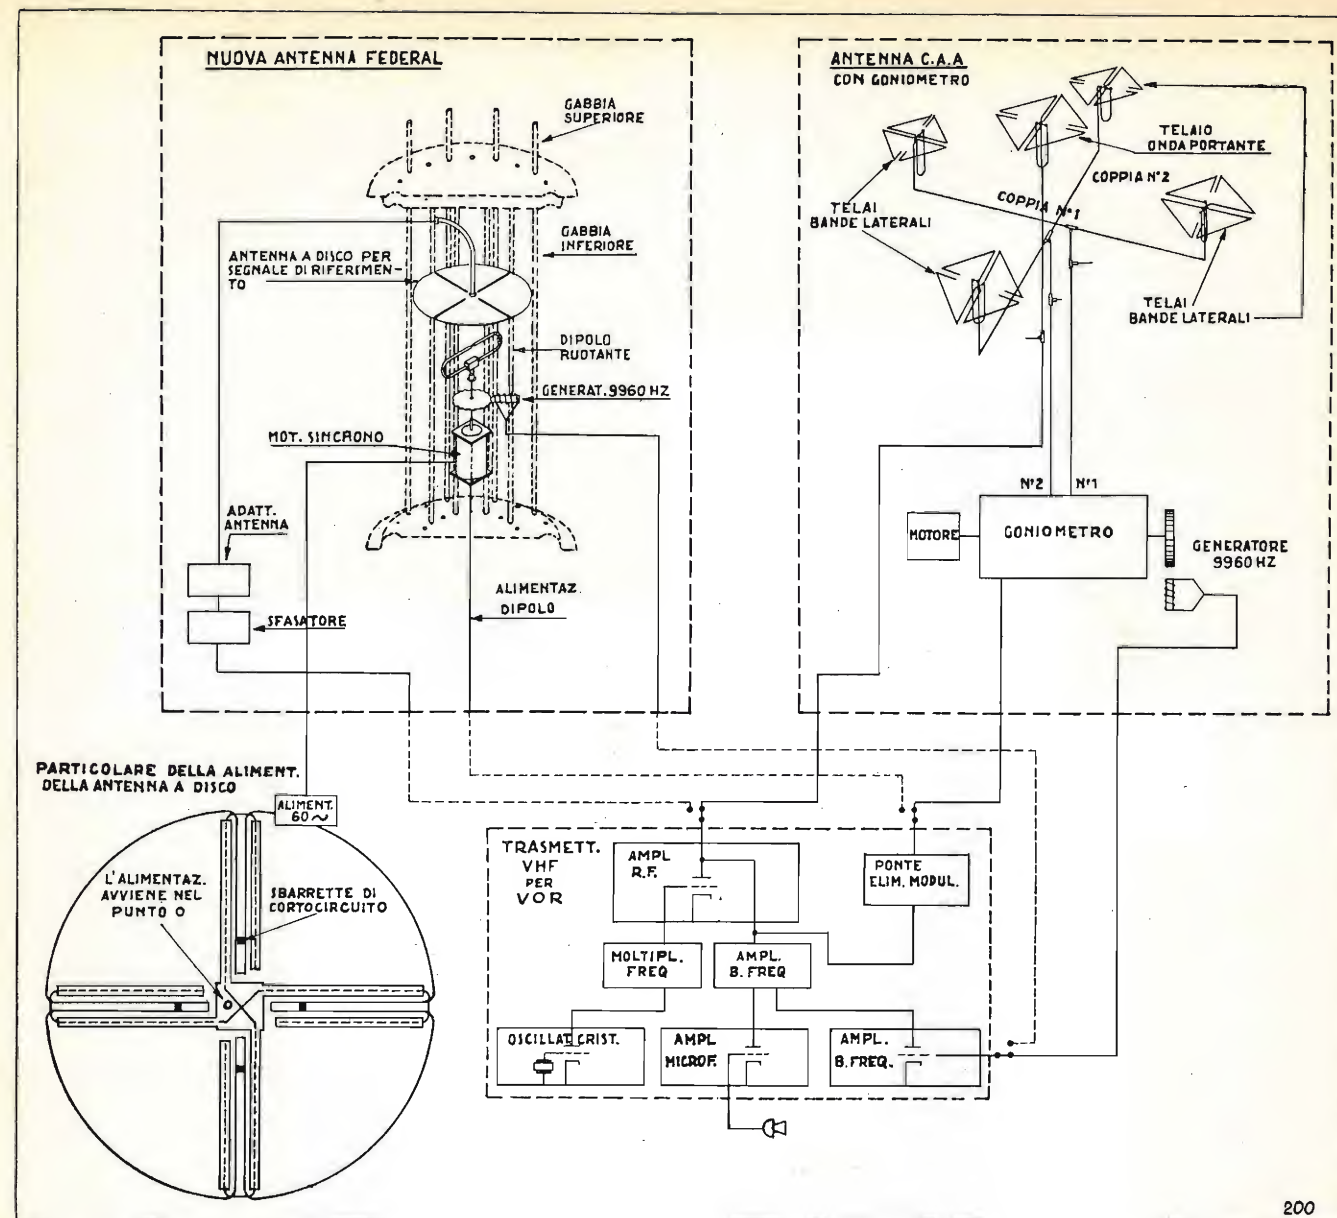 NUOVA ANTENNA FEDERAL
GABBIA
SUPERIORE
GABBIA
INFERIORE
ANTENNA A DISCO PER
SEGNALE DI RIFERIMEN-
TO
DIPOLO
RUOTANTE
GENERAT. 9960 HZ
MOT. SINCRONO
ADATT.
ANTENNA
SFASATORE
ALIMENTAZ.
DIPOLO
ANTENNA C.A.A
CON GONIOMETRO
TELAIO
ONDA PORTANTE
COPPIA N°2
COPPIA N°1
TELAI
BANDE LATERALI
TELAI
BANDE LATERALI
N°2
N°1
MOTORE
GONIOMETRO
GENERATORE
9960 HZ
PARTICOLARE DELLA ALIMENT.
DELLA ANTENNA A DISCO
ALIMENT.
60 ~
L'ALIMENTAZ.
AVVIENE NEL
PUNTO O
SBARRETTE DI
CORTOCIRCUITO
TRASMETT.
VHF
PER
VOR
AMPL
R.F.
PONTE
ELIM. MODUL.
MOLTIPL.
FREQ
AMPL.
B. FREQ
OSCILLAT. CRIST.
AMPL
MICROF.
AMPL.
B. FREQ.
200